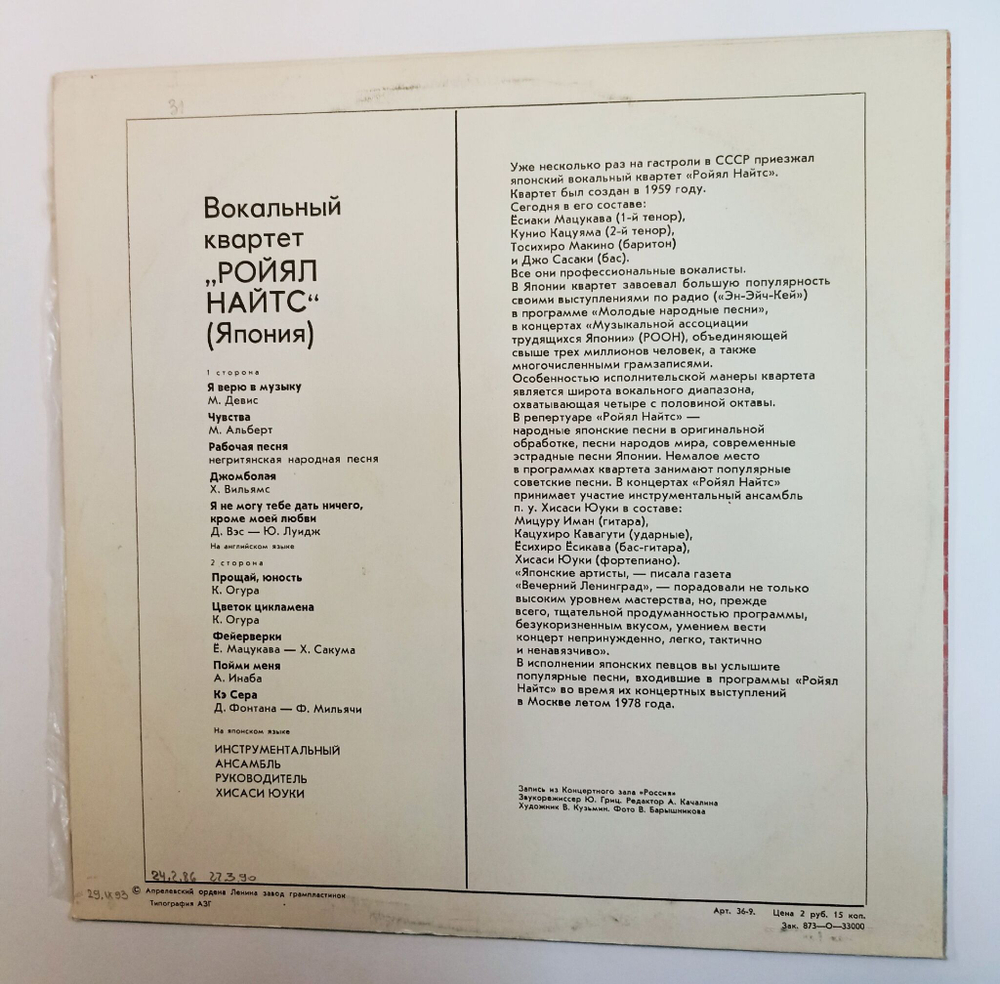 31
Вокальный
квартет
„РОЙЯЛ
НАЙТС“
(Япония)
1 сторона
Я верю в музыку
М. Девис
Чувства
М. Альберт
Рабочая песня
негритянская народная песня
Джомболая
Х. Вильямс
Я не могу тебе дать ничего,
кроме моей любви
Д. Вэс — Ю. Луидж
На английском языке
2 сторона
Прощай, юность
К. Огура
Цветок цикламена
К. Огура
Фейерверки
Ё. Мацукава — Х. Сакума
Пойми меня
А. Инаба
Кэ Сера
Д. Фонтана — Ф. Мильячи
На японском языке
ИНСТРУМЕНТАЛЬНЫЙ
АНСАМБЛЬ
РУКОВОДИТЕЛЬ
ХИСАСИ ЮУКИ
Уже несколько раз на гастроли в СССР приезжал
японский вокальный квартет «Ройял Найтс».
Квартет был создан в 1959 году.
Сегодня в его составе:
Ёсиаки Мацукава (1-й тенор),
Кунио Кацуяма (2-й тенор),
Тосихиро Макино (баритон)
и Джо Сасаки (бас).
Все они профессиональные вокалисты.
В Японии квартет завоевал большую популярность
своими выступлениями по радио («Эн-Эйч-Кей»)
в программе «Молодые народные песни»,
в концертах «Музыкальной ассоциации
трудящихся Японии» (РООН), объединяющей
свыше трех миллионов человек, а также
многочисленными грамзаписями.
Особенностью исполнительской манеры квартета
является широта вокального диапазона,
охватывающая четыре с половиной октавы.
В репертуаре «Ройял Найтс» —
народные японские песни в оригинальной
обработке, песни народов мира, современные
эстрадные песни Японии. Немалое место
в программах квартета занимают популярные
советские песни. В концертах «Ройял Найтс»
принимает участие инструментальный ансамбль
п. у. Хисаси Юуки в составе:
Мицуру Иман (гитара),
Кацухиро Кавагути (ударные),
Ёсихиро Ёсикава (бас-гитара),
Хисаси Юуки (фортепиано).
«Японские артисты, — писала газета
«Вечерний Ленинград», — порадовали не только
высоким уровнем мастерства, но, прежде
всего, тщательной продуманностью программы,
безукоризненным вкусом, умением вести
концерт непринужденно, легко, тактично
и ненавязчиво».
В исполнении японских певцов вы услышите
популярные песни, входившие в программы «Ройял
Найтс» во время их концертных выступлений
в Москве летом 1978 года.
Запись из Концертного зала «Россия»
Звукорежиссер Ю. Гриц. Редактор А. Качалина
Художник В. Кузьмин. Фото В. Барышникова
24.2.86 27.3.90
29.IX 93 © Апрелевский ордена Ленина завод грампластинок
Типография АЗГ
Арт. 36-9. Цена 2 руб. 15 коп.
Зак. 873—О—33000